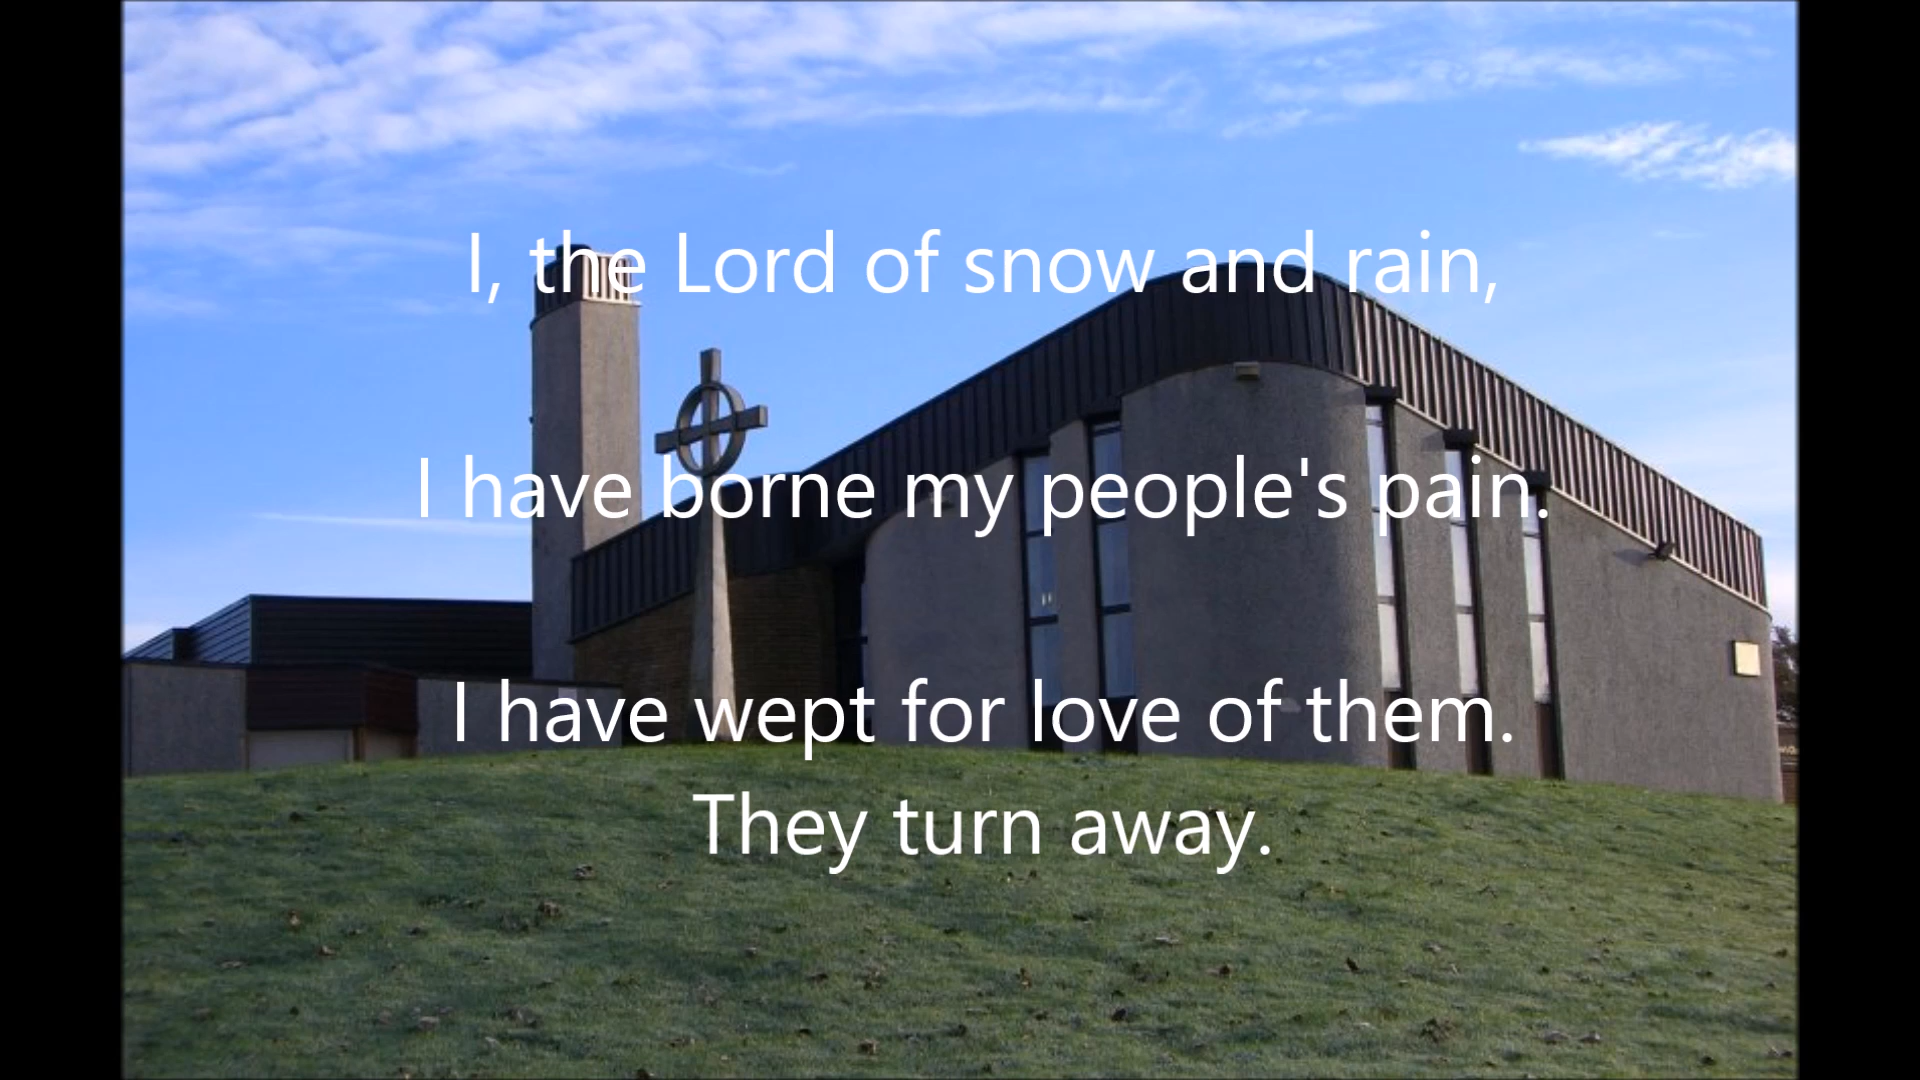 I, the Lord of snow and rain,
I have borne my people's pain.
I have wept for love of them.
They turn away.